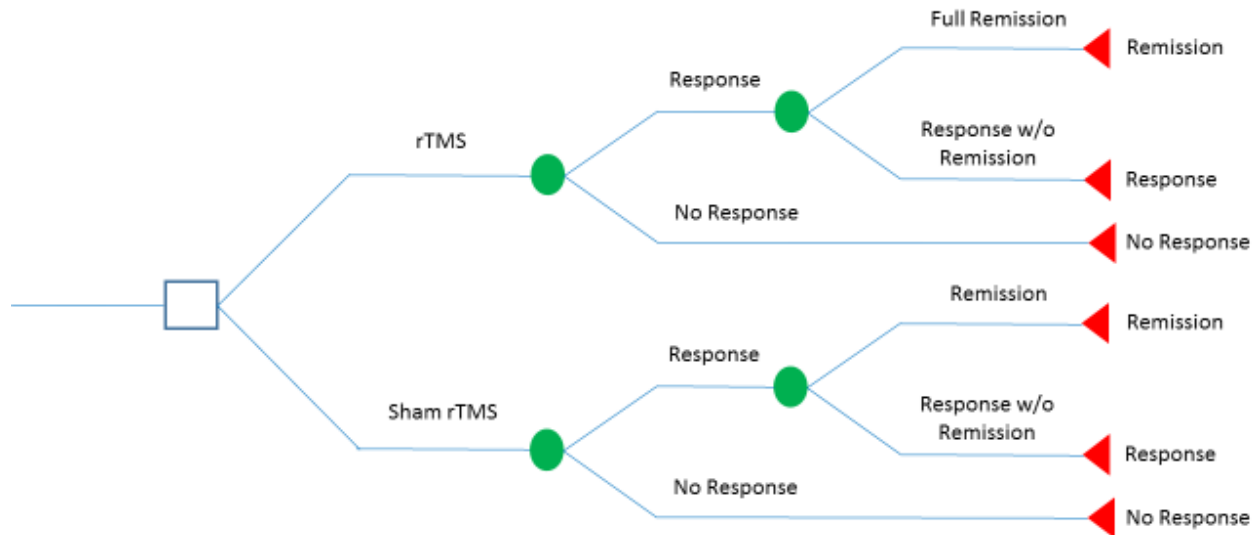 Full Remission
Remission
Response
rTMS
Response w/o
Remission
Response
No Response
No Response
Remission
Remission
Response
Sham rTMS
Response w/o
Remission
Response
No Response
No Response